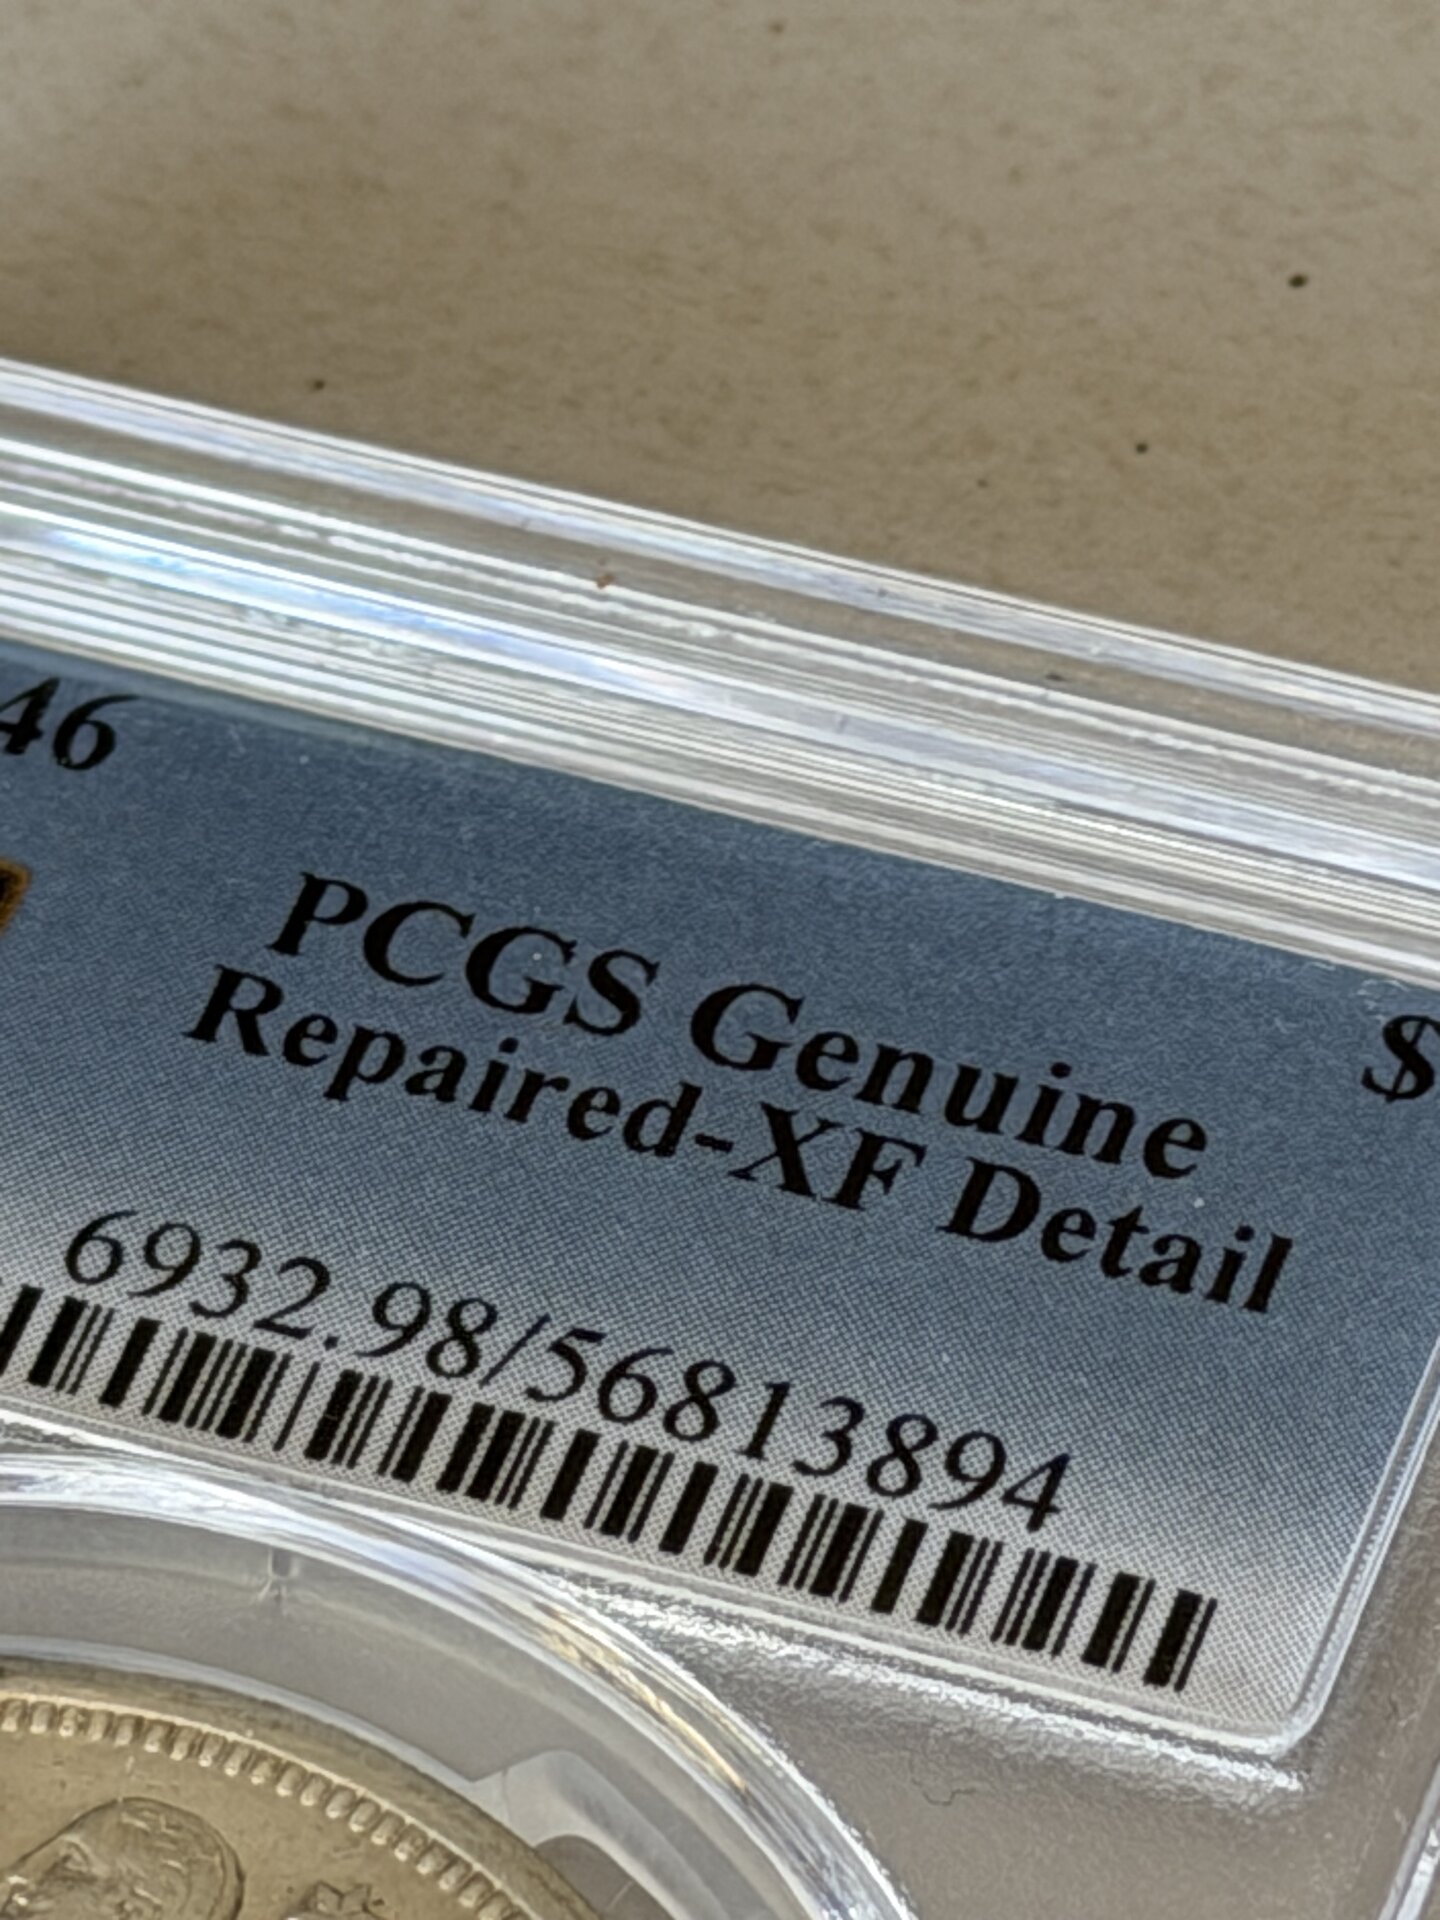 46
PCGS Genuine
$
Repaired-XF Detail
6932.98/56813894